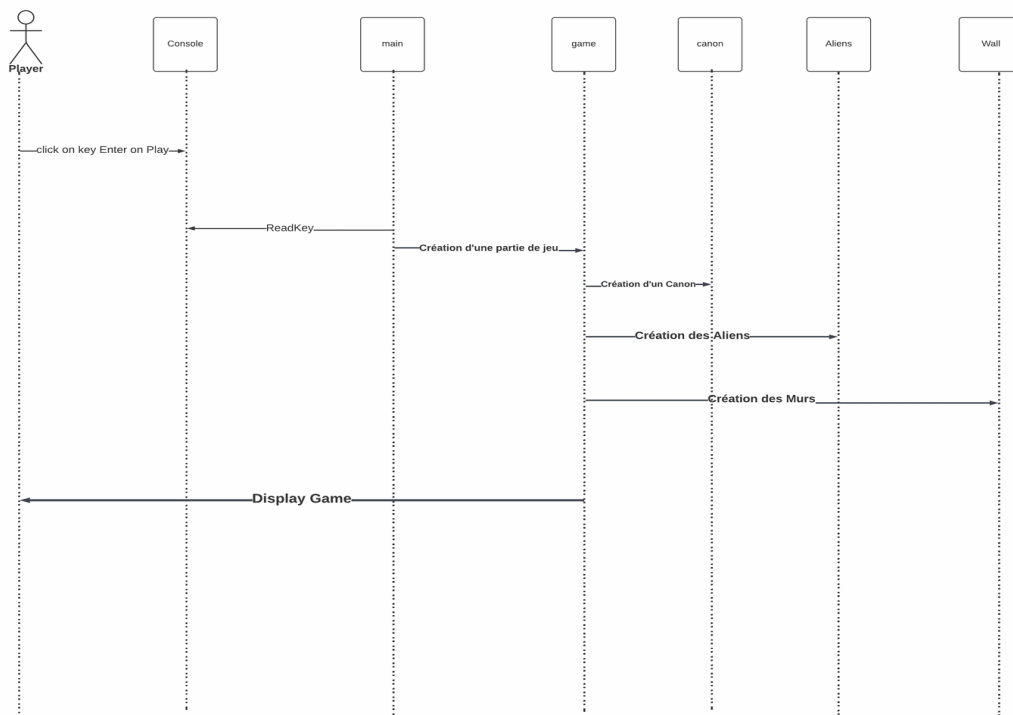 Player
Console
main
game
canon
Aliens
Wall
click on key Enter on Play
ReadKey
Création d'une partie de jeu
Création d'un Canon
Création des Aliens
Création des Murs
Display Game